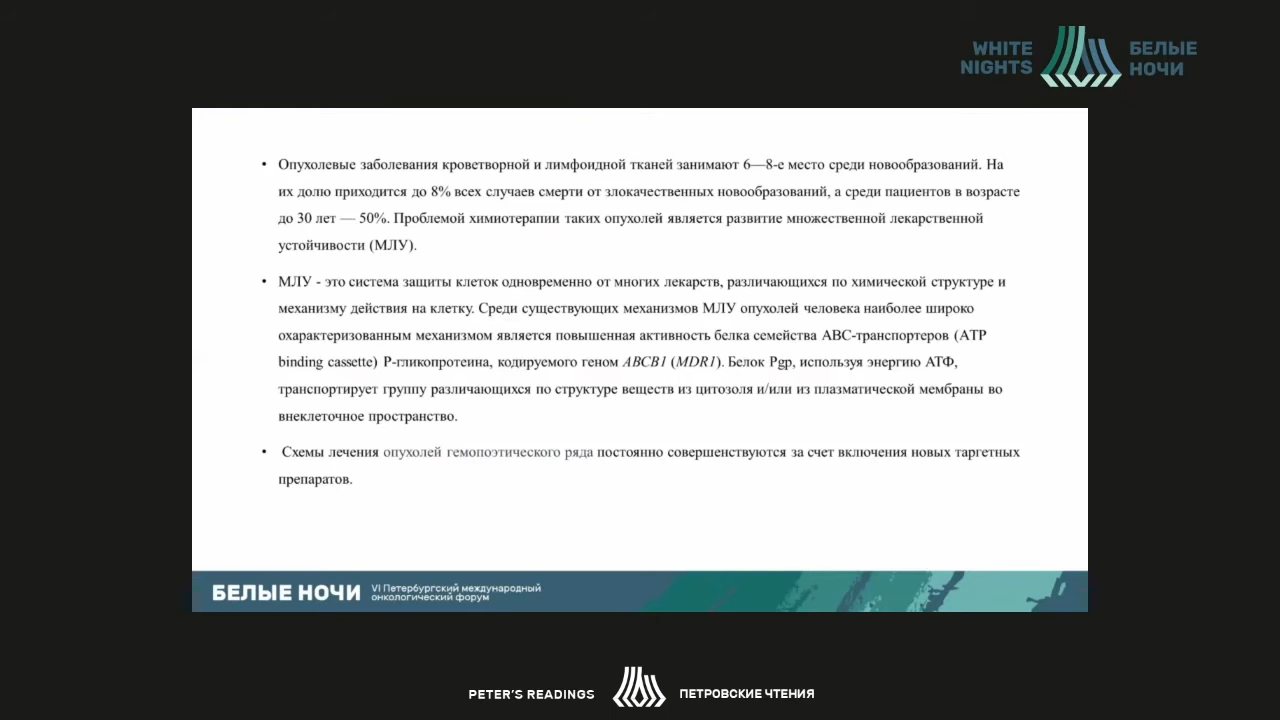 WHITE
NIGHTS
БЕЛЫЕ
НОЧИ
• Опухолевые заболевания кроветворной и лимфоидной тканей занимают 6—8-е место среди новообразований. На
их долю приходится до 8% всех случаев смерти от злокачественных новообразований, а среди пациентов в возрасте
до 30 лет — 50%. Проблемой химиотерапии таких опухолей является развитие множественной лекарственной
устойчивости (МЛУ).
• МЛУ - это система защиты клеток одновременно от многих лекарств, различающихся по химической структуре и
механизму действия на клетку. Среди существующих механизмов МЛУ опухолей человека наиболее широко
охарактеризованным механизмом является повышенная активность белка семейства АВС-транспортеров (ATP
binding cassette) Р-гликопротеина, кодируемого геном ABCB1 (MDR1). Белок Pgp, используя энергию АТФ,
транспортирует группу различающихся по структуре веществ из цитозоля и/или из плазматической мембраны во
внеклеточное пространство.
• Схемы лечения опухолей гемопоэтического ряда постоянно совершенствуются за счет включения новых таргетных
препаратов.
БЕЛЫЕ НОЧИ
VI Петербургский международный
онкологический форум
PETER'S READINGS
ПЕТРОВСКИЕ ЧТЕНИЯ